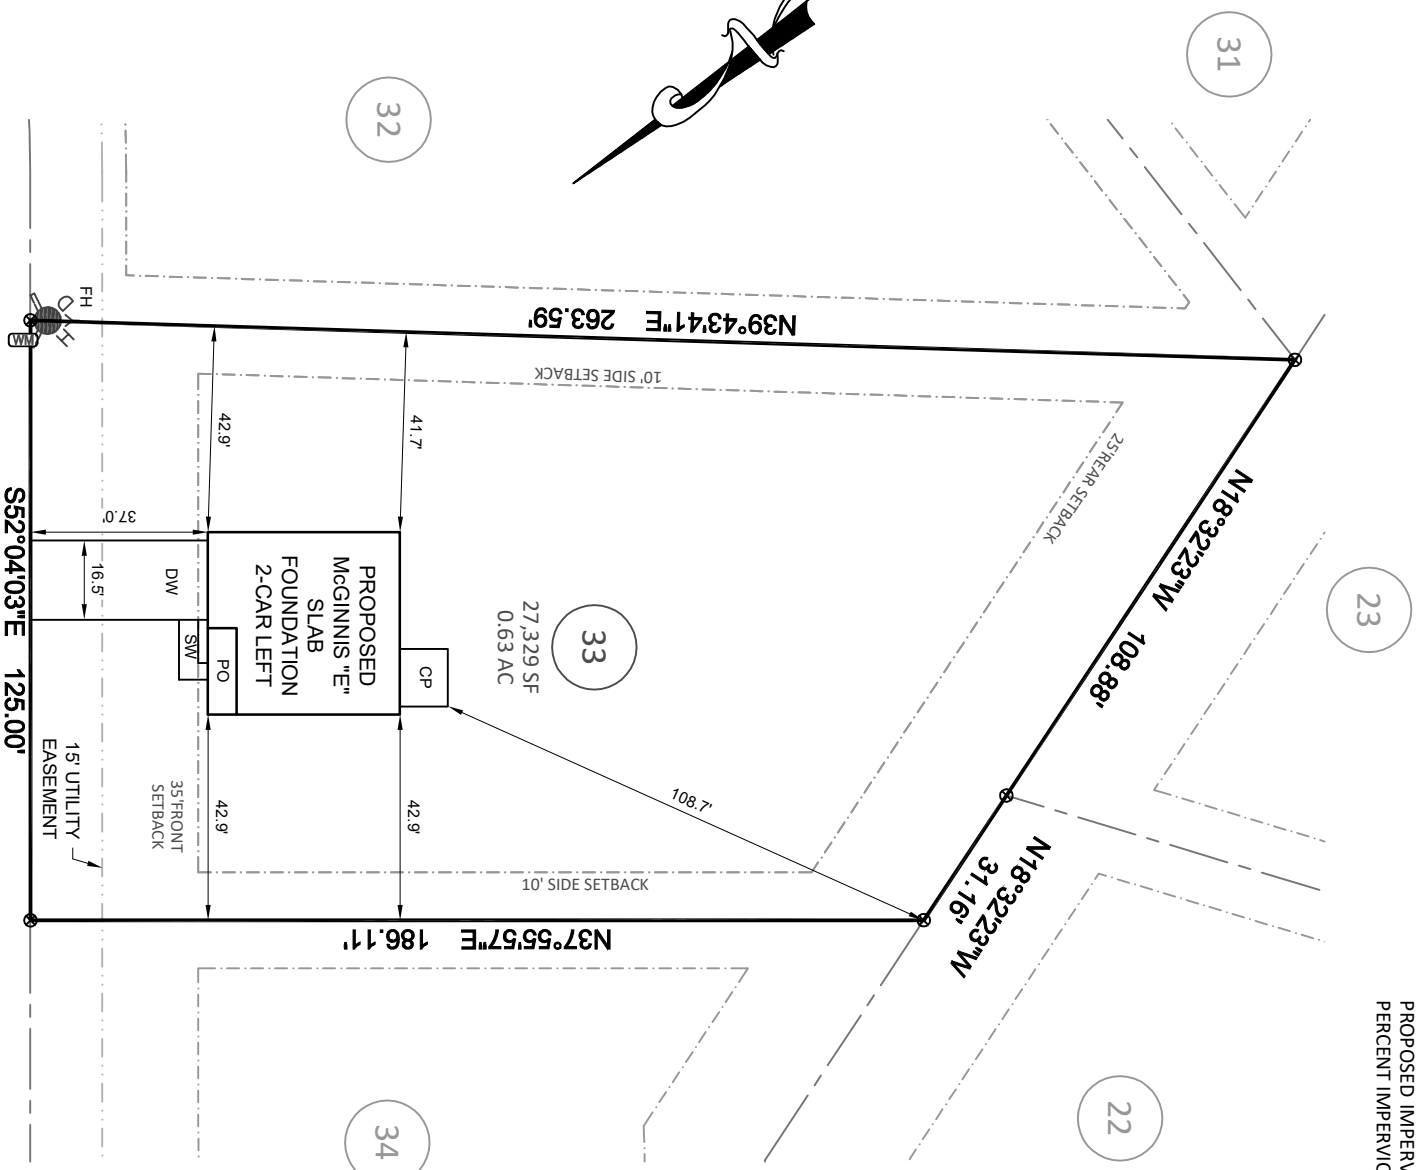 31
32
23
22
34
33
27,329 SF
0.63 AC
N39°43'41"E 263.59'
10' SIDE SETBACK
25'REAR SETBACK
N18°32'23"W 108.88'
N18°32'23"W
31.16'
FH
WM
42.9'
41.7'
37.0'
16.5'
DW
SW
PO
CP
PROPOSED
McGINNIS "E"
SLAB
FOUNDATION
2-CAR LEFT
108.7'
42.9'
42.9'
35'FRONT
SETBACK
15' UTILITY
EASEMENT
10' SIDE SETBACK
N37°55'57"E 186.11'
S52°04'03"E 125.00'
PROPOSED
PERCENT